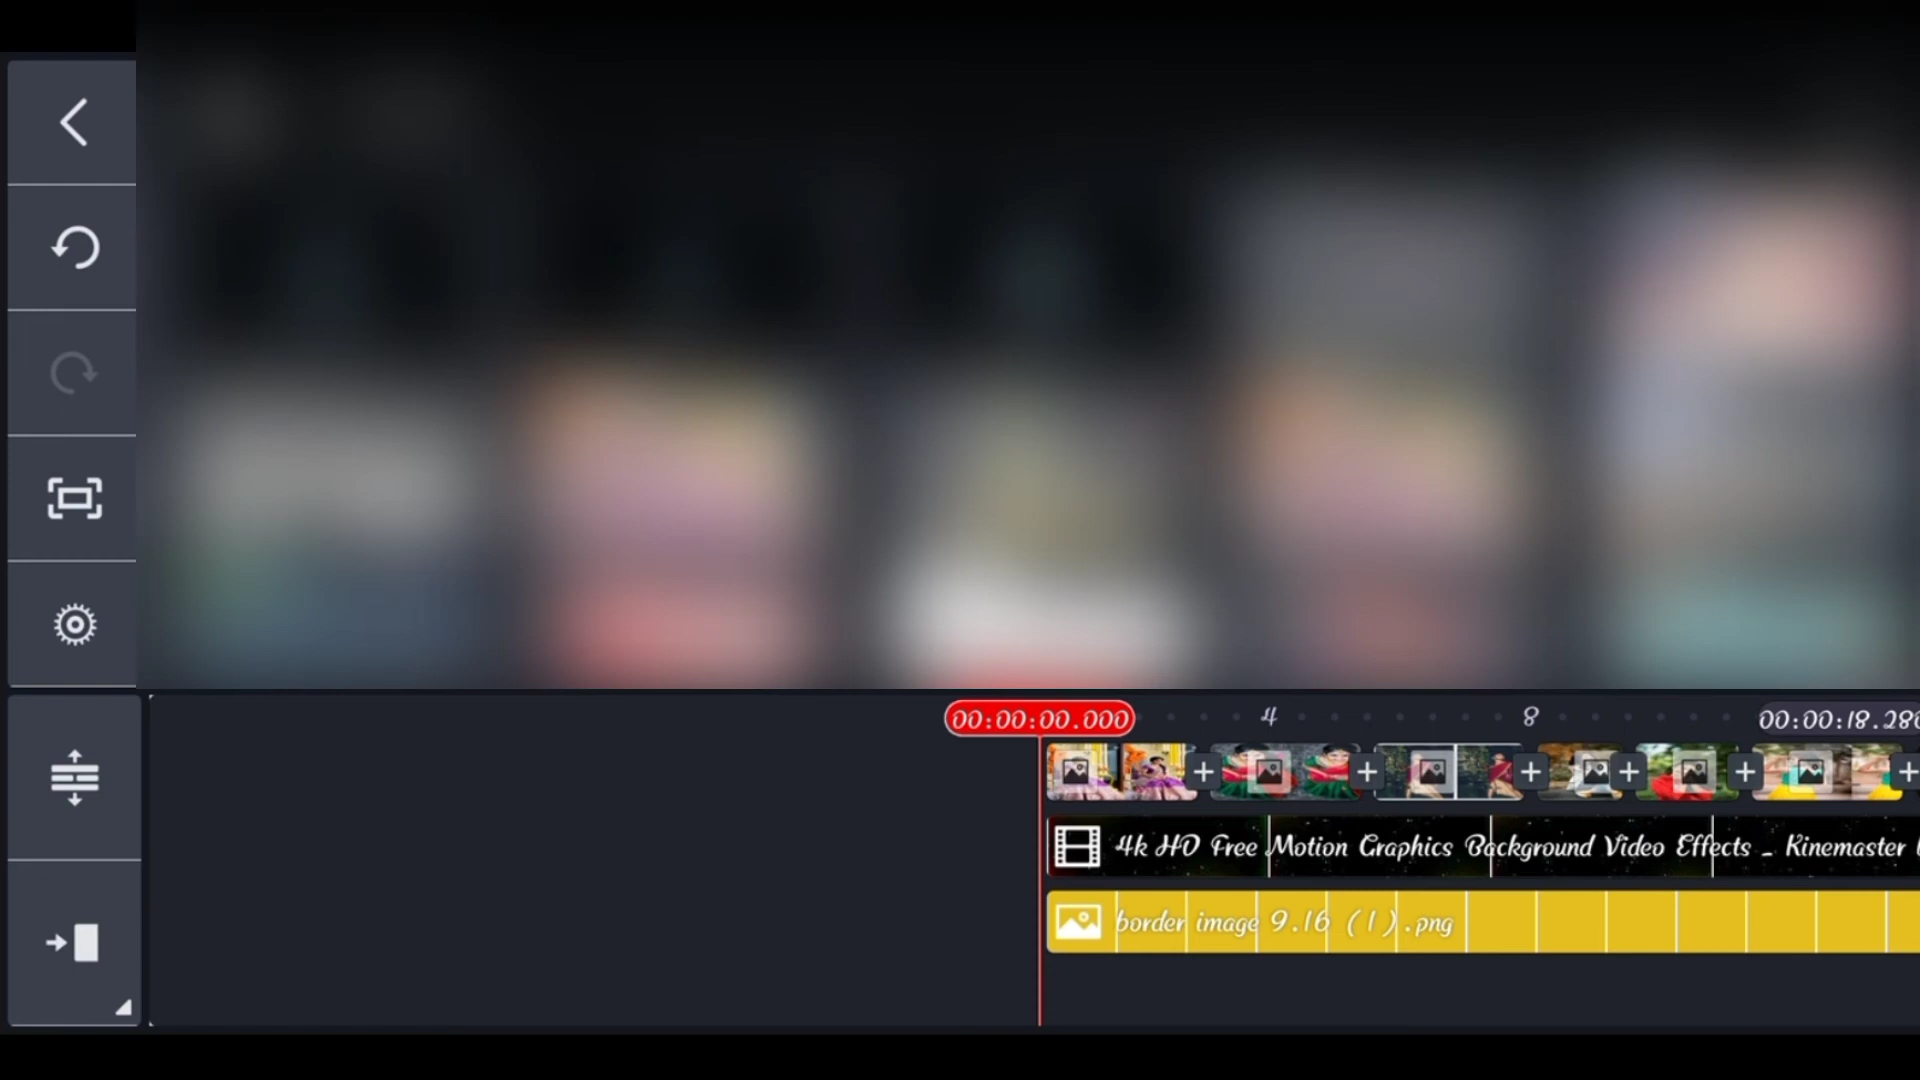 00:00:00.000
4
8
00:00:18.280
4k HD Free Motion Graphics Background Video Effects _ Kinemaster
border image 9.16 (1).png